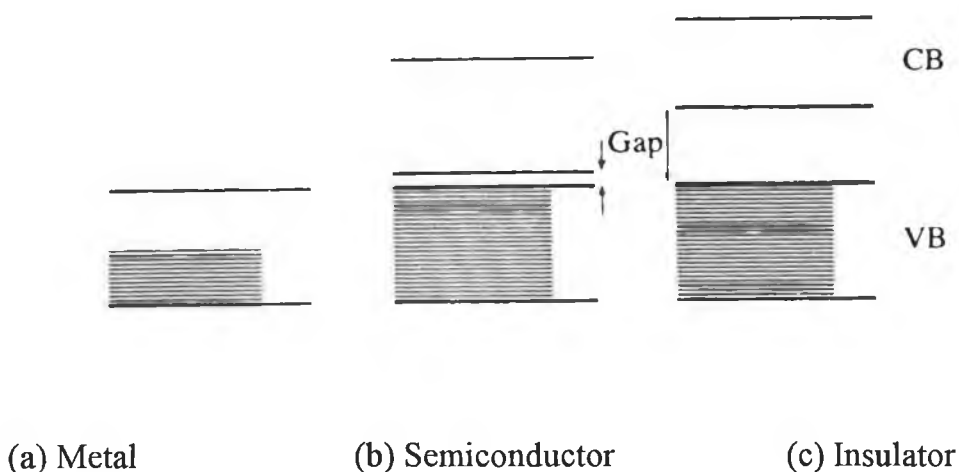 CB
Gap
VB
(a) Metal
(b) Semiconductor
(c) Insulator